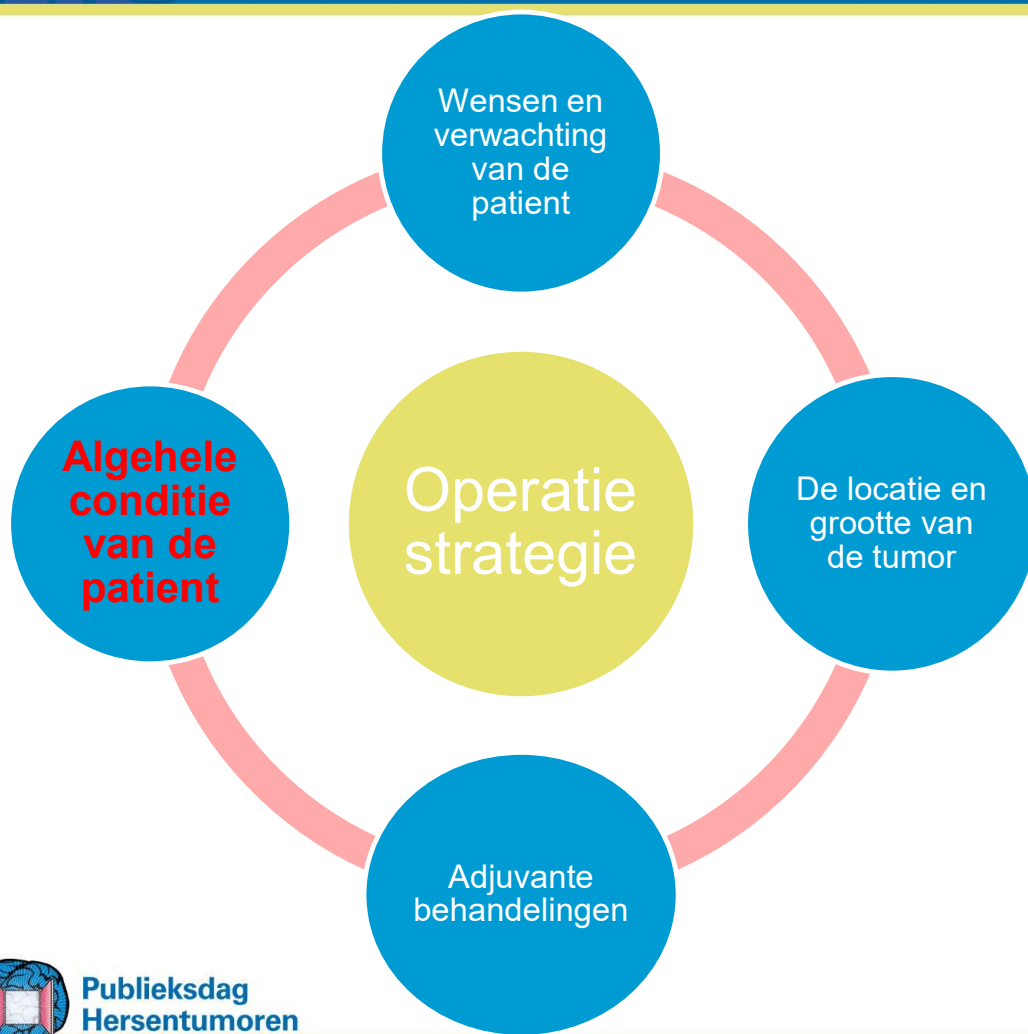 Wensen en
verwachting
van de
patient
Algehele
conditie
van de
patient
Operatie
strategie
De locatie en
grootte van
de tumor
Adjuvante
behandelingen
Publieksdag
Hersentumoren